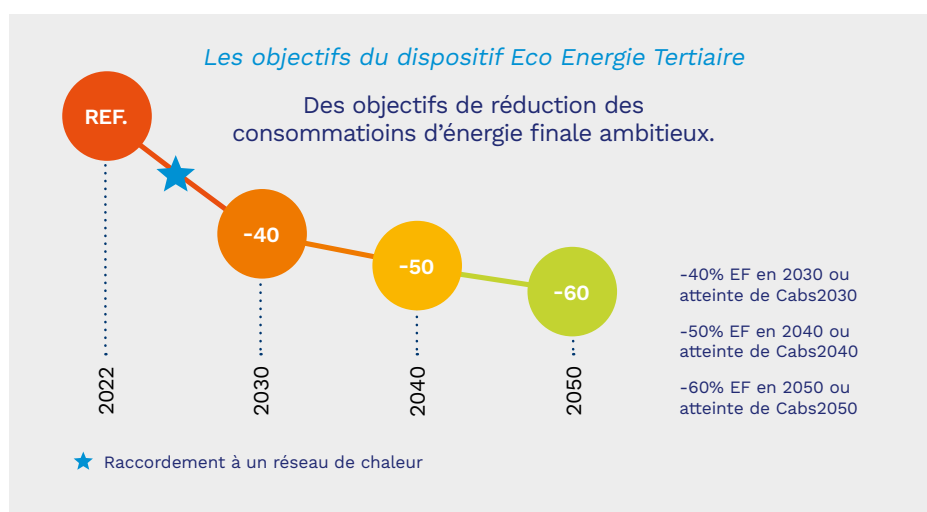 Les objectifs du dispositif Eco Energie Tertiaire
Des objectifs de réduction des
consommatioins d’énergie finale ambitieux.
REF.
-40
-50
-60
2022
2030
2040
2050
-40% EF en 2030 ou
atteinte de Cabs2030
-50% EF en 2040 ou
atteinte de Cabs2040
-60% EF en 2050 ou
atteinte de Cabs2050
Raccordement à un réseau de chaleur